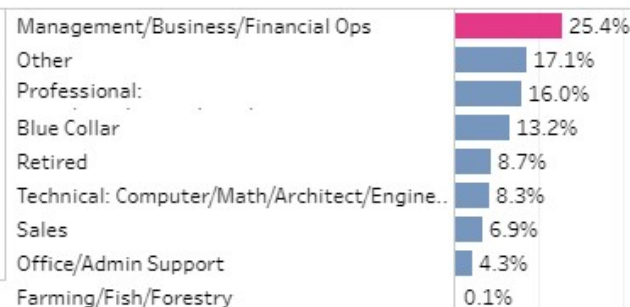 Management/Business/Financial Ops 25.4%
Other 17.1%
Professional: 16.0%
Blue Collar 13.2%
Retired 8.7%
Technical: Computer/Math/Architect/Engine.. 8.3%
Sales 6.9%
Office/Admin Support 4.3%
Farming/Fish/Forestry 0.1%